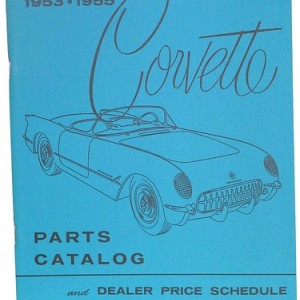 1953 • 1955
Corvette
PARTS
CATALOG
and DEALER PRICE SCHEDULE